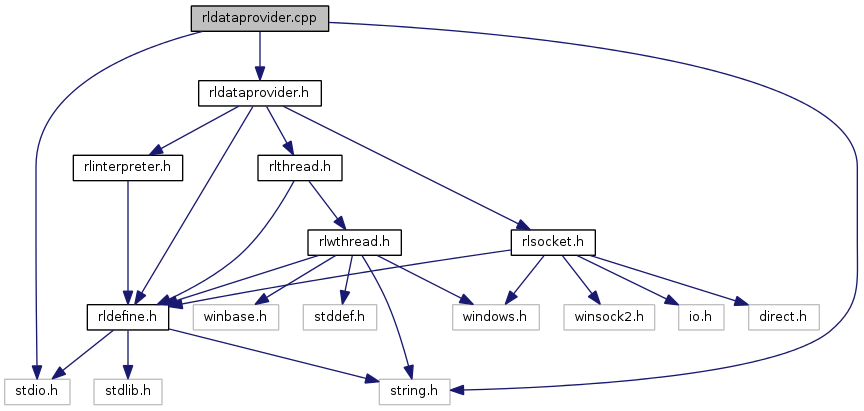 rldataprovider.cpp
rldataprovider.h
rlinterpreter.h
rlthread.h
rlwthread.h
rlsocket.h
rldefine.h
winbase.h
stddef.h
windows.h
winsock2.h
io.h
direct.h
stdio.h
stdlib.h
string.h